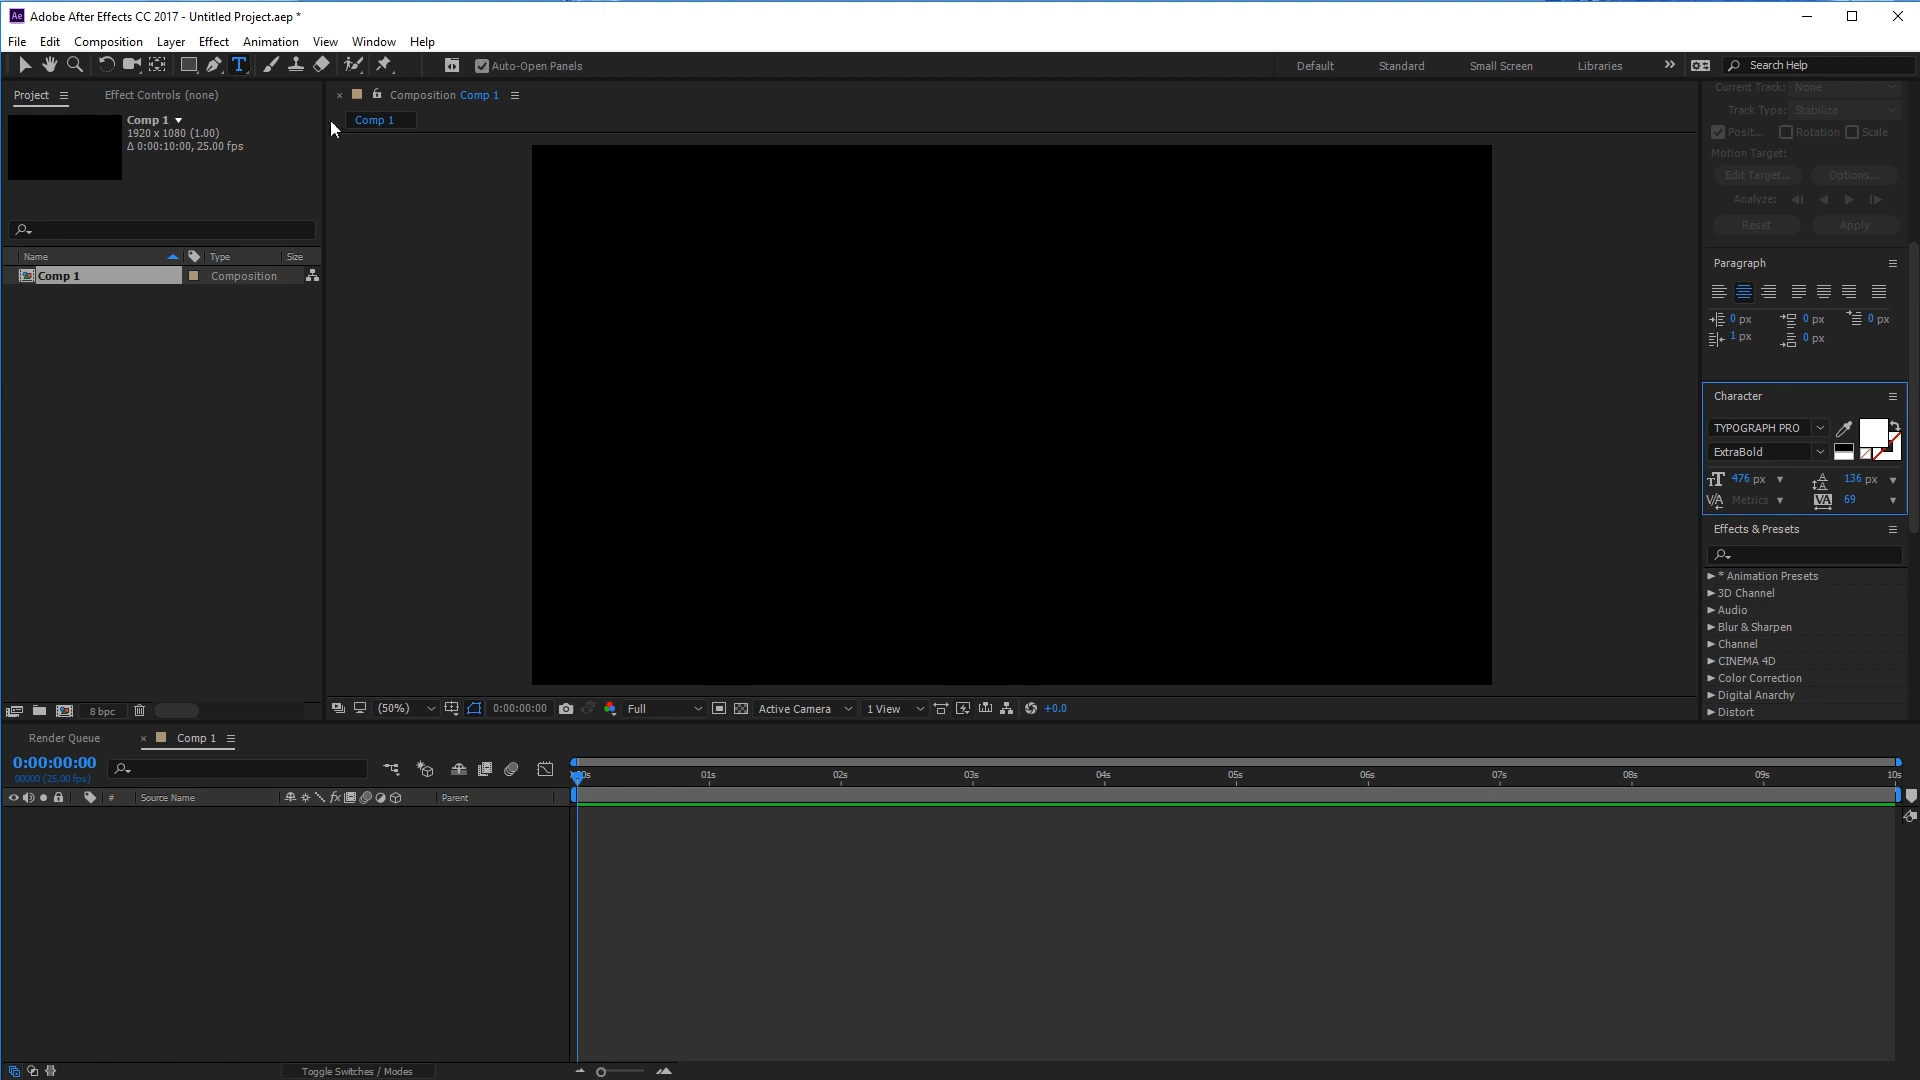 Adobe After Effects CC 2017 - Untitled Project.aep *
File Edit Composition Layer Effect Animation View Window Help
Auto-Open Panels Default Standard Small Screen Libraries Search Help
Project Effect Controls (none)
Comp 1
1920 x 1080 (1.00)
Δ 0:00:10:00, 25.00 fps
Name Type Size
Comp 1 Composition
8 bpc
Composition Comp 1
Comp 1
(50%) 0:00:00:00 Full Active Camera 1 View +0.0
Current Track: None
Track Type: Stabilize
Posit... Rotation Scale
Motion Target:
Edit Target... Options...
Analyze:
Reset Apply
Paragraph
0 px 0 px 0 px
1 px 0 px
Character
TYPOGRAPH PRO
ExtraBold
476 px 136 px
Metrics 69
Effects & Presets
* Animation Presets
3D Channel
Audio
Blur & Sharpen
Channel
CINEMA 4D
Color Correction
Digital Anarchy
Distort
Render Queue Comp 1
0:00:00:00
00000 (25.00 fps)
01s 02s 03s 04s 05s 06s 07s 08s 09s 10s
# Source Name Parent
Toggle Switches / Modes